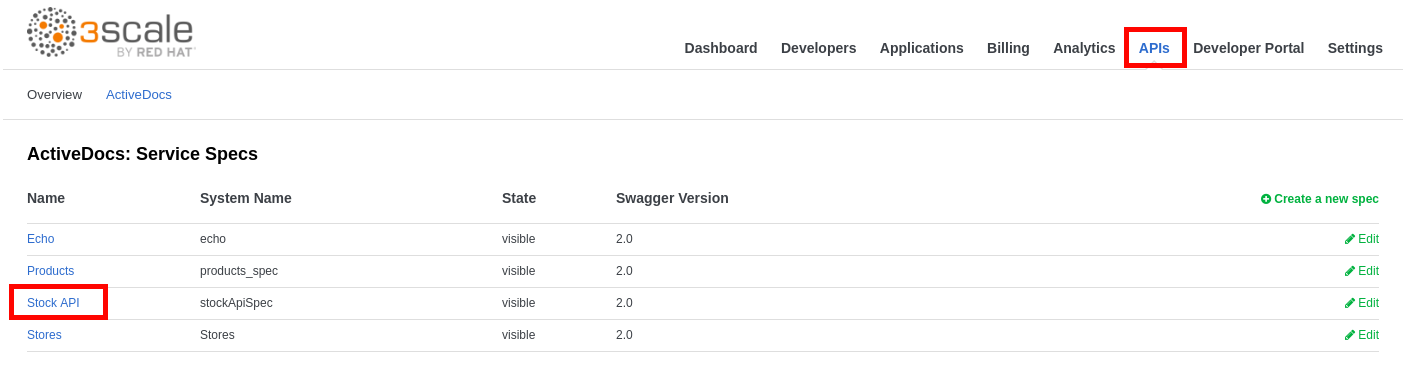 3scale
BY RED HAT
Dashboard Developers Applications Billing Analytics APIs Developer Portal Settings
Overview ActiveDocs
ActiveDocs: Service Specs
Name System Name State Swagger Version Create a new spec
Echo echo visible 2.0 Edit
Products products_spec visible 2.0 Edit
Stock API stockApiSpec visible 2.0 Edit
Stores Stores visible 2.0 Edit